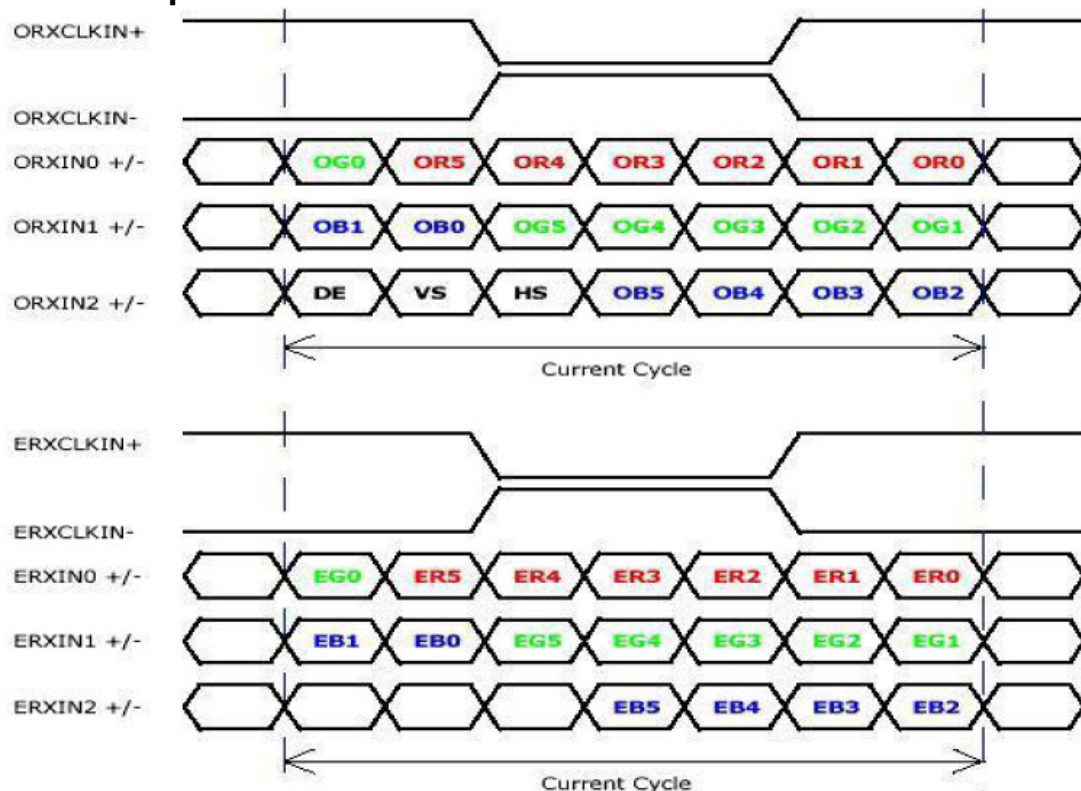 ORXCLKIN+
ORXCLKIN-
ORXIN0 +/- OG0 OR5 OR4 OR3 OR2 OR1 OR0
ORXIN1 +/- OB1 OB0 OG5 OG4 OG3 OG2 OG1
ORXIN2 +/- DE VS HS OB5 OB4 OB3 OB2
Current Cycle
ERXCLKIN+
ERXCLKIN-
ERXIN0 +/- EG0 ER5 ER4 ER3 ER2 ER1 ER0
ERXIN1 +/- EB1 EB0 EG5 EG4 EG3 EG2 EG1
ERXIN2 +/- EB5 EB4 EB3 EB2
Current Cycle